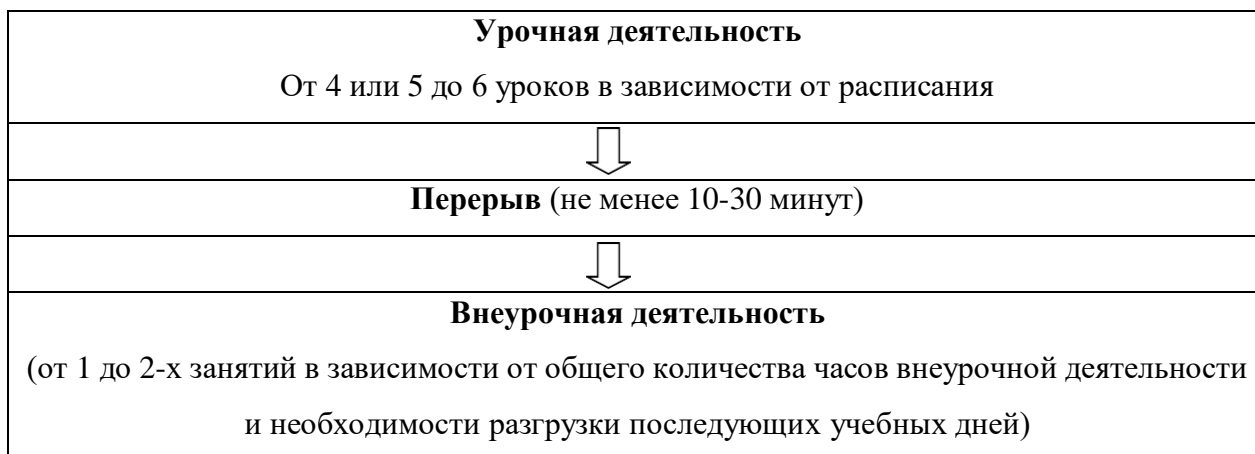 Урочная деятельность
От 4 или 5 до 6 уроков в зависимости от расписания
Перерыв (не менее 10-30 минут)
Внеурочная деятельность
(от 1 до 2-х занятий в зависимости от общего количества часов внеурочной деятельности
и необходимости разгрузки последующих учебных дней)